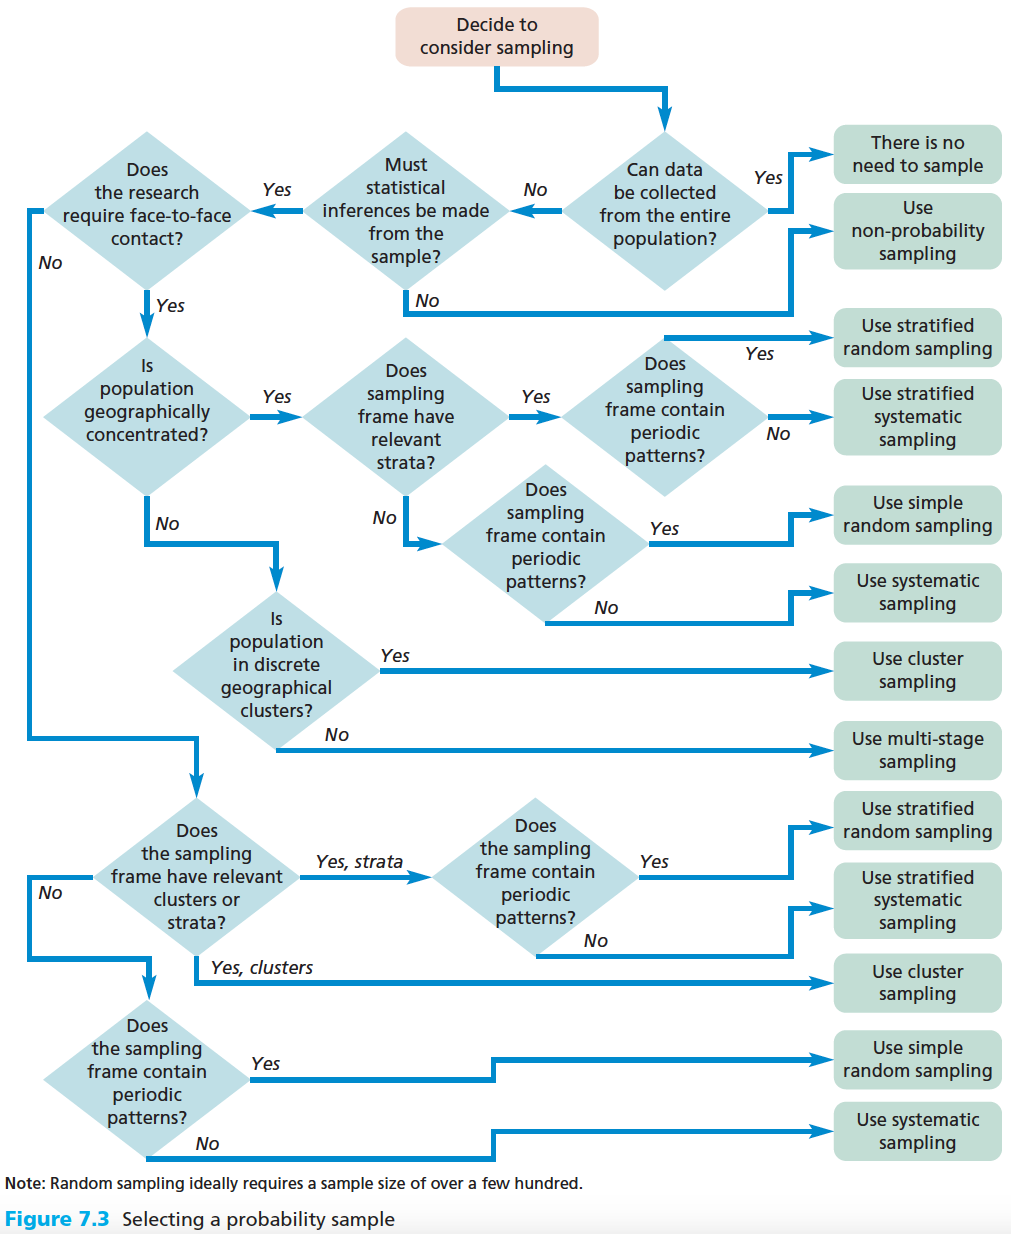 Decide to
consider sampling
Does
the research
require face-to-face
contact?
Yes
Must
statistical
inferences be made
from the
sample?
No
Can data
be collected
from the entire
population?
Yes
There is no
need to sample
Use
non-probability
sampling
No
Yes
No
Is
population
geographically
concentrated?
Yes
Does
sampling
frame have
relevant
strata?
Yes
Does
sampling
frame contain
periodic
patterns?
Yes
Use stratified
random sampling
No
Use stratified
systematic
sampling
No
No
Does
sampling
frame contain
periodic
patterns?
Yes
Use simple
random sampling
No
Use systematic
sampling
Is
population
in discrete
geographical
clusters?
Yes
Use cluster
sampling
No
Use multi-stage
sampling
Does
the sampling
frame have relevant
clusters or
strata?
Yes, strata
Does
the sampling
frame contain
periodic
patterns?
Yes
Use stratified
random sampling
No
Use stratified
systematic
sampling
No
Yes, clusters
Use cluster
sampling
Does
the sampling
frame contain
periodic
patterns?
Yes
Use simple
random sampling
No
Use systematic
sampling
Note: Random sampling ideally requires a sample size of over a few hundred.
Figure 7.3 Selecting a probability sample